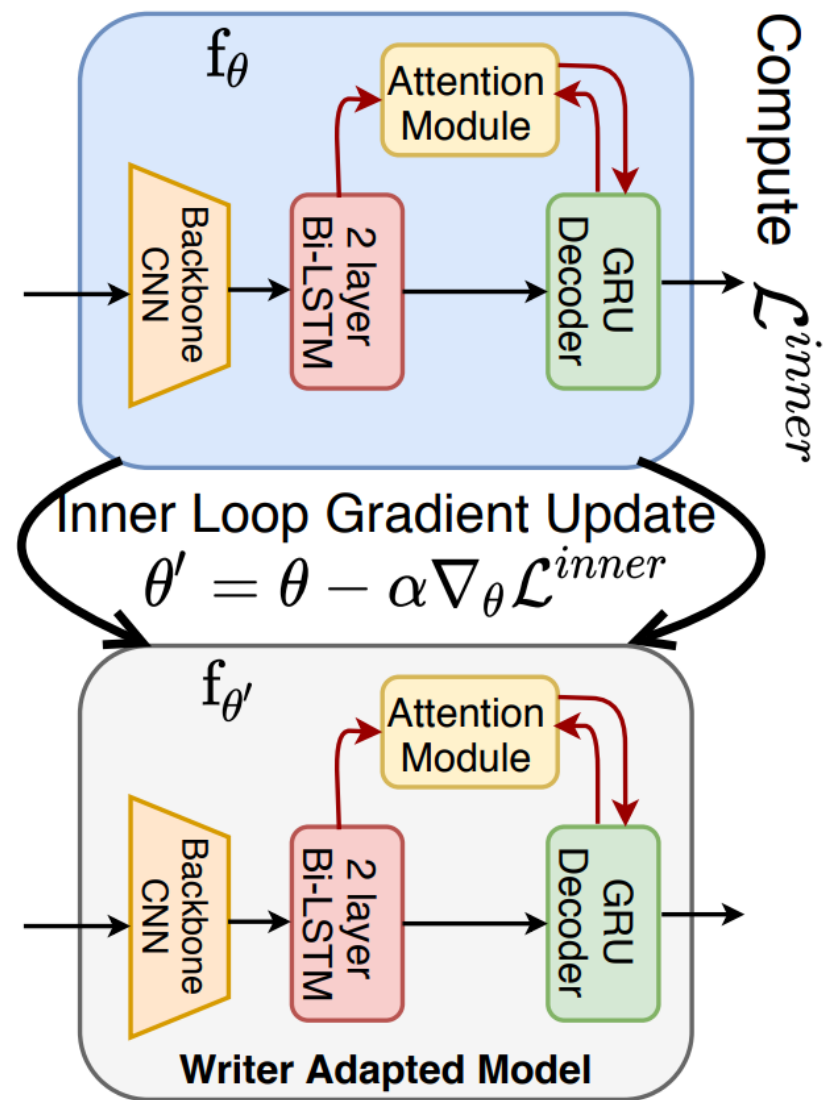 f_θ
Attention
Module
Backbone
CNN
2 layer
Bi-LSTM
GRU
Decoder
Compute ℒ^{inner}
Inner Loop Gradient Update
θ′ = θ − α∇_θ ℒ^{inner}
f_θ′
Attention
Module
Backbone
CNN
2 layer
Bi-LSTM
GRU
Decoder
Writer Adapted Model